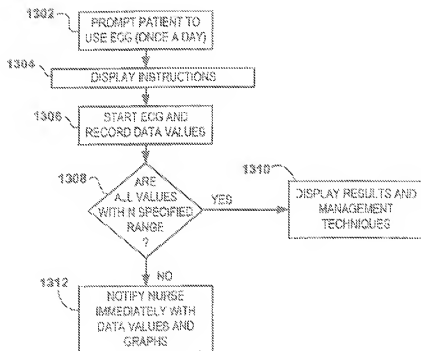 1302
PROMPT PATIENT TO
USE ECG (ONCE A DAY)
1304
DISPLAY INSTRUCTIONS
1306
START ECG AND
RECORD DATA VALUES
1308
ARE
ALL VALUES
WITH N SPECIFIED
RANGE
?
YES
1310
DISPLAY RESULTS AND
MANAGEMENT
TECHNIQUES
NO
1312
NOTIFY NURSE
IMMEDIATELY WITH
DATA VALUES AND
GRAPHS